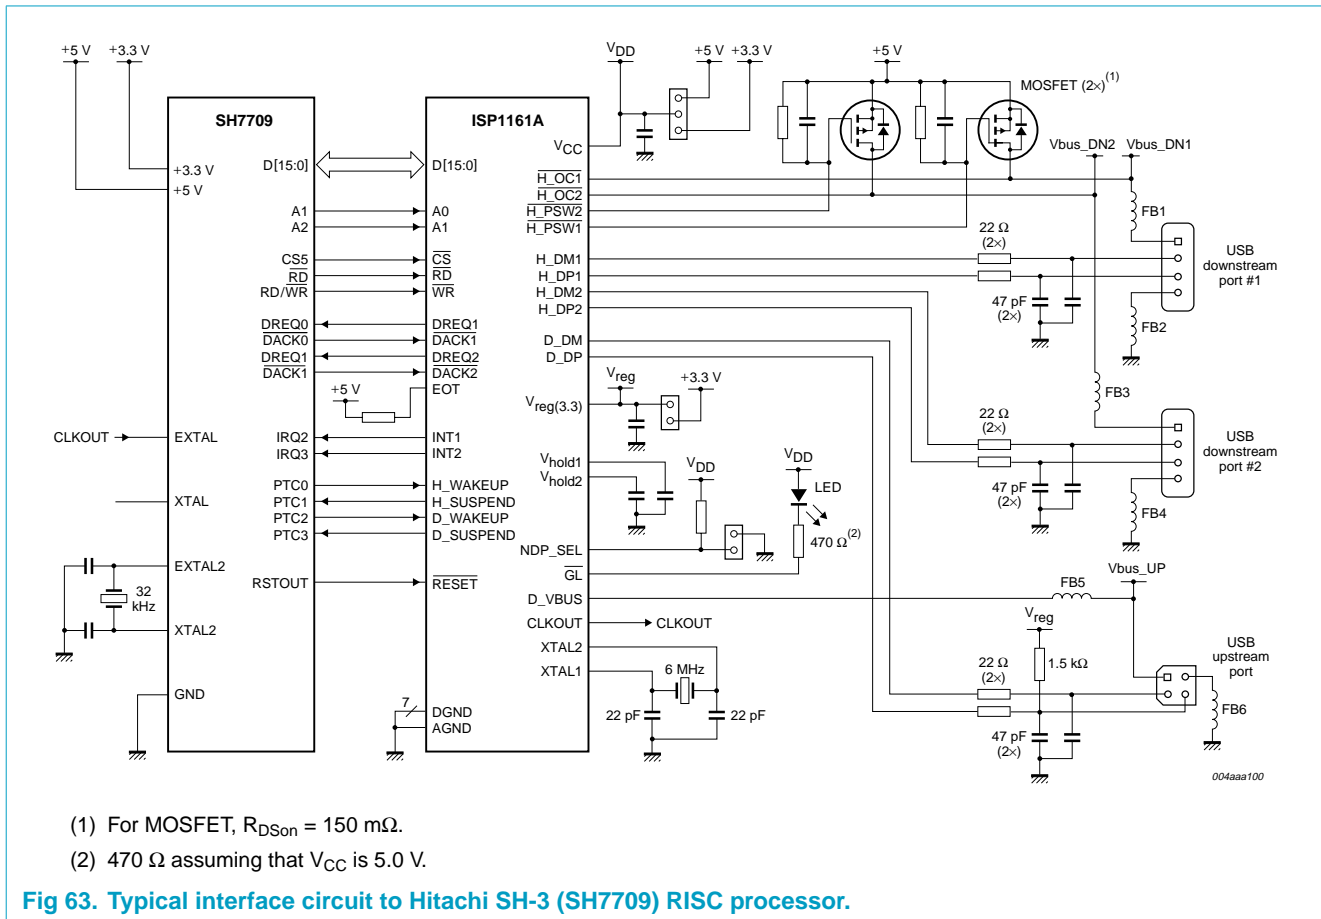 +5 V +3.3 V
VDD +5 V +3.3 V
+5 V
MOSFET (2×)(1)
SH7709
ISP1161A
+3.3 V
+5 V
D[15:0]
D[15:0]
VCC
Vbus_DN2 Vbus_DN1
H_OC1
H_OC2
H_PSW2
H_PSW1
A1 A0
A2 A1
CS5 CS
RD RD
RD/WR WR
DREQ0 DREQ1
DACK0 DACK1
DREQ1 DREQ2
DACK1 DACK2
EOT
+5 V
H_DM1
H_DP1
H_DM2
H_DP2
D_DM
D_DP
22 Ω
(2×)
47 pF
(2×)
FB1
FB2
USB
downstream
port #1
Vreg +3.3 V
Vreg(3.3)
FB3
CLKOUT EXTAL
IRQ2 INT1
IRQ3 INT2
Vhold1
Vhold2
VDD
VDD
LED
470 Ω(2)
22 Ω
(2×)
47 pF
(2×)
FB4
USB
downstream
port #2
XTAL
PTC0 H_WAKEUP
PTC1 H_SUSPEND
PTC2 D_WAKEUP
PTC3 D_SUSPEND
NDP_SEL
GL
EXTAL2
32
kHz
XTAL2
RSTOUT RESET
D_VBUS
FB5
Vbus_UP
CLKOUT CLKOUT
XTAL2
XTAL1
6 MHz
22 pF 22 pF
Vreg
1.5 kΩ
22 Ω
(2×)
47 pF
(2×)
USB
upstream
port
FB6
GND
7
DGND
AGND
004aaa100
(1) For MOSFET, RDSon = 150 mΩ.
(2) 470 Ω assuming that VCC is 5.0 V.
Fig 63. Typical interface circuit to Hitachi SH-3 (SH7709) RISC processor.